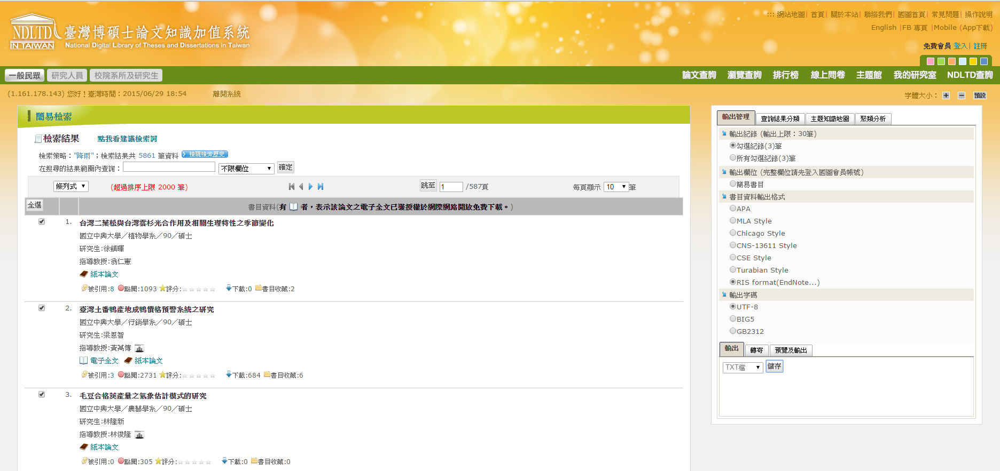 ::: 網站地圖| 首頁| 關於本站| 聯絡我們| 國圖首頁| 常見問題| 操作說明
English |FB 專頁 |Mobile (App下載)
免費會員 登入| 註冊
NDLTD
IN TAIWAN
臺灣博碩士論文知識加值系統
National Digital Library of Theses and Dissertations in Taiwan
一般民眾 研究人員 校院系所及研究生
論文查詢 瀏覽查詢 排行榜 線上問卷 主題館 我的研究室 NDLTD查詢
(1.161.178.143) 您好！臺灣時間：2015/06/29 18:54 離開系統
字體大小： + − 預設
簡易檢索
檢索結果 點我看建議檢索詞
檢索策略："降雨"；檢索結果共 5861 筆資料 檢視檢索歷史
在搜尋的結果範圍內查詢： 不限欄位 確定
條列式 (超過排序上限 2000 筆) 跳至 1 /587頁 每頁顯示 10 筆
全選 書目資料(有 者，表示該論文之電子全文已獲授權於網際網路開放免費下載。)
1. 台灣二葉松與台灣雲杉光合作用及相關生理特性之季節變化
國立中興大學／植物學系／90／碩士
研究生:徐鎮暉
指導教授:翁仁憲
紙本論文
被引用:8 點閱:1093 評分: 下載:0 書目收藏:2
2. 臺灣土番鴨產地成鴨價格預警系統之研究
國立中興大學／行銷學系／90／碩士
研究生:梁恩智
指導教授:黃萬傳
電子全文 紙本論文
被引用:3 點閱:2731 評分: 下載:684 書目收藏:6
3. 毛豆合格莢產量之氣象估計模式的研究
國立中興大學／農藝學系／90／碩士
研究生:林隆新
指導教授:林俊隆
紙本論文
被引用:0 點閱:305 評分: 下載:0 書目收藏:0
輸出管理 查詢結果分類 主題知識地圖 聚類分析
輸出紀錄 (輸出上限：30筆)
勾選紀錄(3)筆
所有勾選紀錄(3)筆
輸出欄位 (完整欄位請先登入國圖會員帳號)
簡易書目
書目資料輸出格式
APA
MLA Style
Chicago Style
CNS-13611 Style
CSE Style
Turabian Style
RIS format(EndNote...)
輸出字碼
UTF-8
BIG5
GB2312
輸出 轉寄 預覽及輸出
TXT檔 儲存